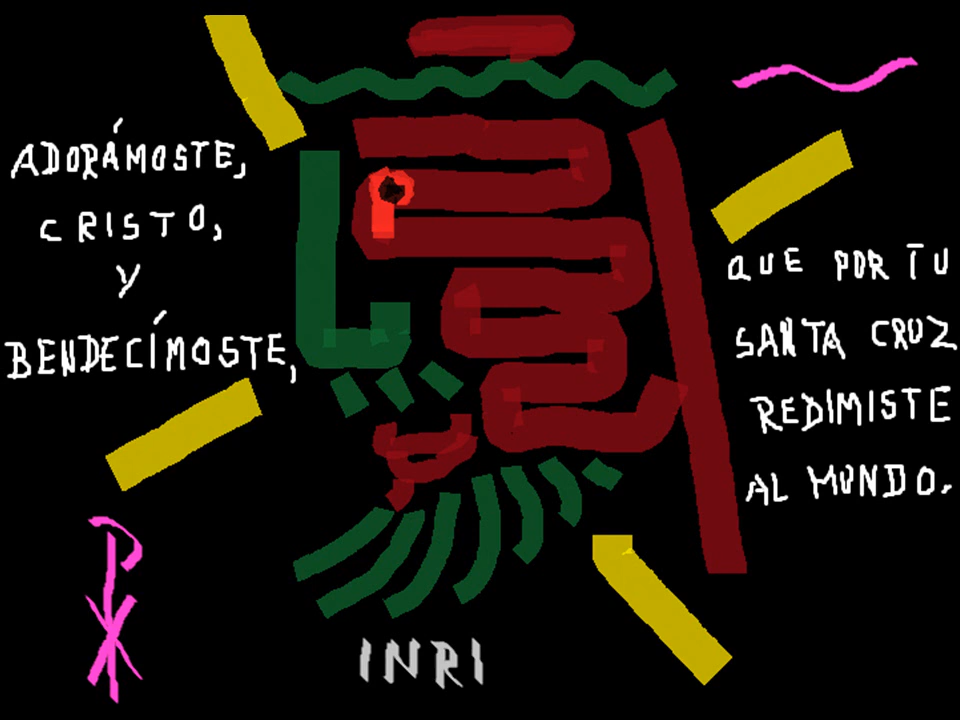 ADORÁMOSTE,
CRISTO,
Y
BENDECÍMOSTE,
QUE POR TU
SANTA CRUZ
REDIMISTE
AL MUNDO.
INRI